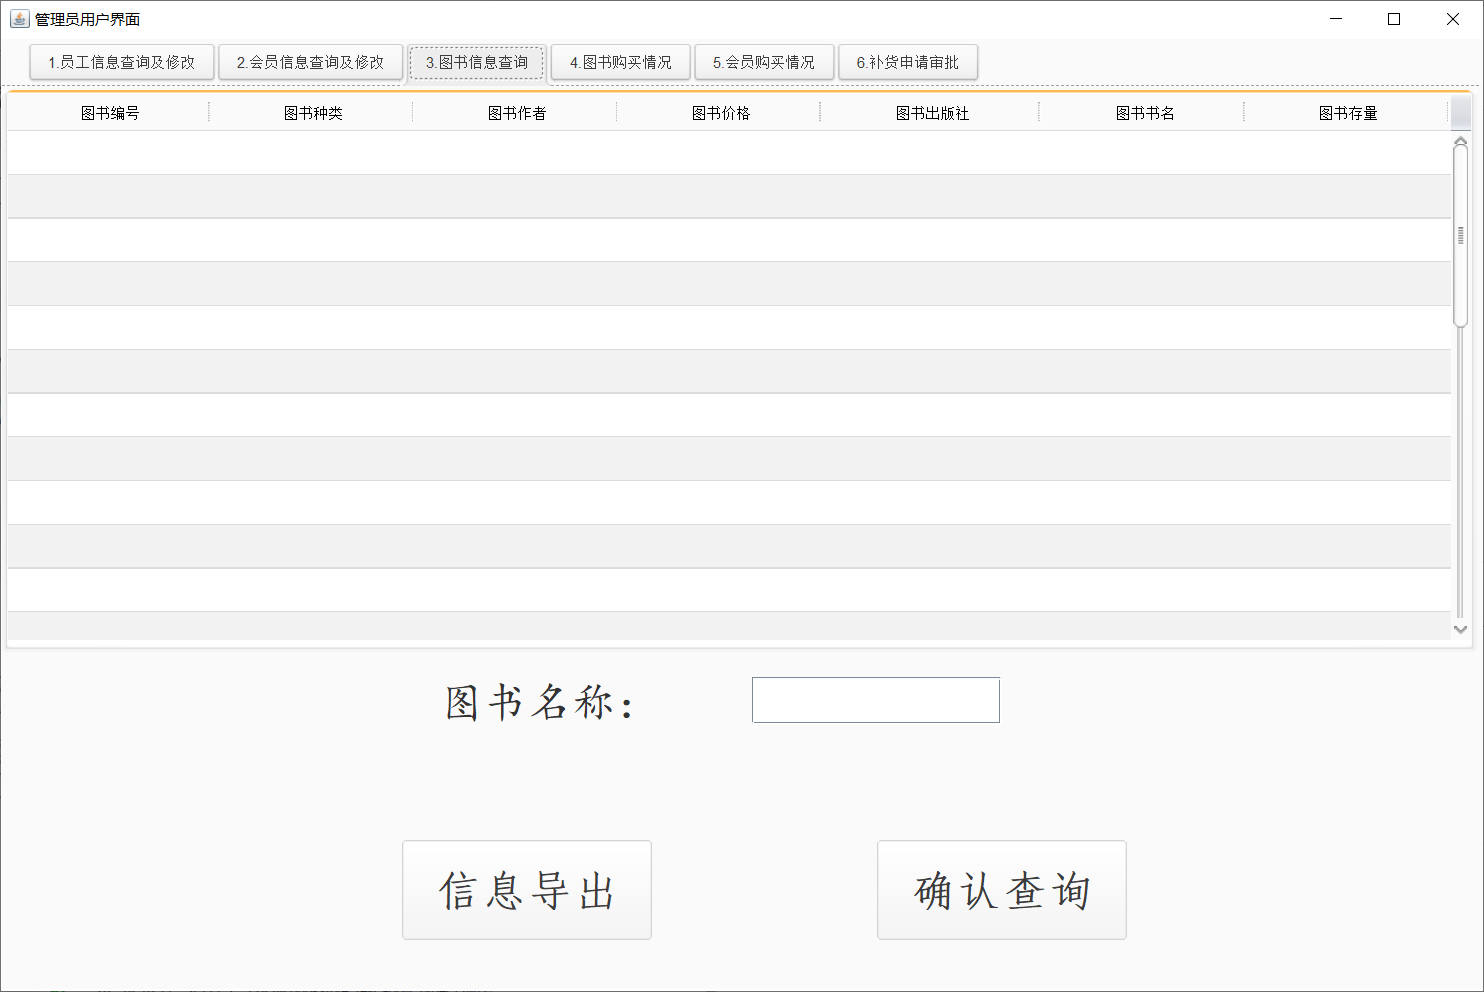 管理员用户界面
1.员工信息查询及修改 2.会员信息查询及修改 3.图书信息查询 4.图书购买情况 5.会员购买情况 6.补货申请审批
图书编号 图书种类 图书作者 图书价格 图书出版社 图书书名 图书存量
图书名称：
信息导出 确认查询